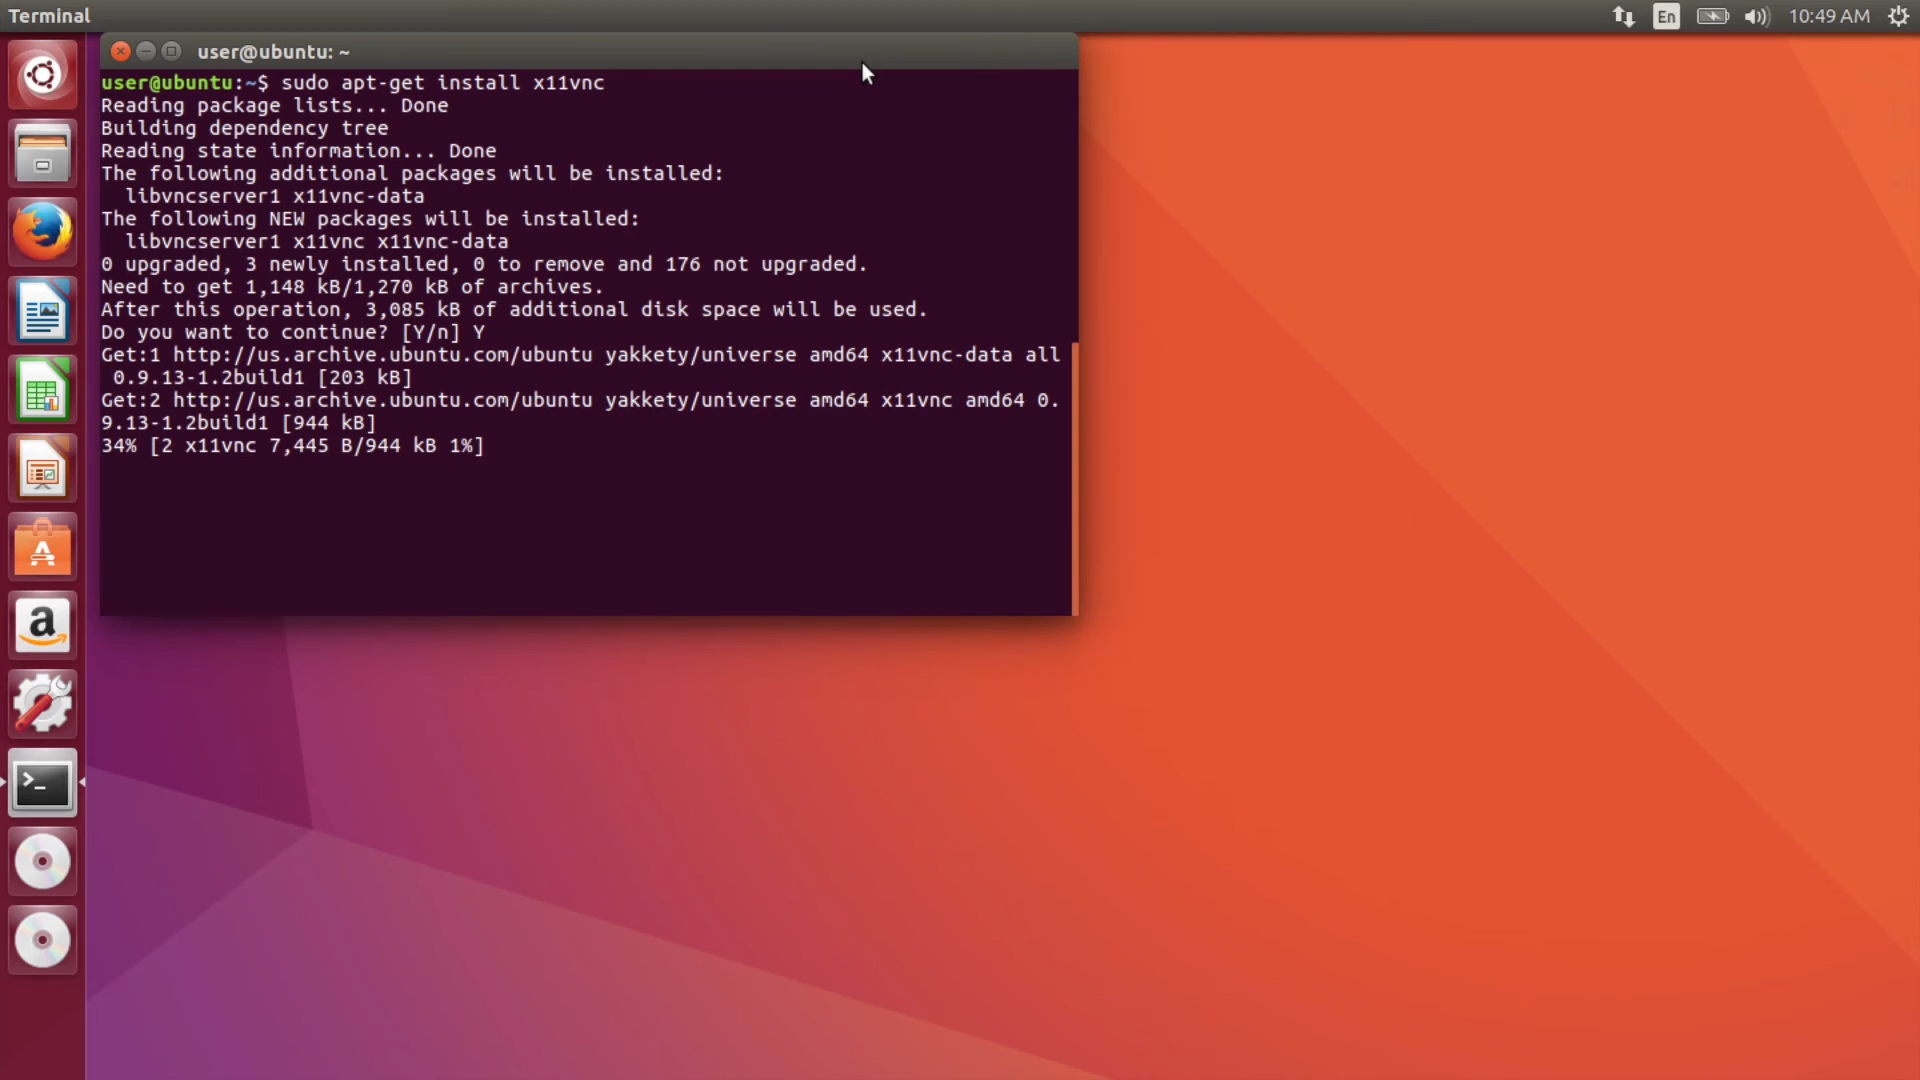 Terminal
En
10:49 AM
user@ubuntu: ~
user@ubuntu:~$ sudo apt-get install x11vnc
Reading package lists... Done
Building dependency tree
Reading state information... Done
The following additional packages will be installed:
  libvncserver1 x11vnc-data
The following NEW packages will be installed:
  libvncserver1 x11vnc x11vnc-data
0 upgraded, 3 newly installed, 0 to remove and 176 not upgraded.
Need to get 1,148 kB/1,270 kB of archives.
After this operation, 3,085 kB of additional disk space will be used.
Do you want to continue? [Y/n] Y
Get:1 http://us.archive.ubuntu.com/ubuntu yakkety/universe amd64 x11vnc-data all
 0.9.13-1.2build1 [203 kB]
Get:2 http://us.archive.ubuntu.com/ubuntu yakkety/universe amd64 x11vnc amd64 0.
9.13-1.2build1 [944 kB]
34% [2 x11vnc 7,445 B/944 kB 1%]